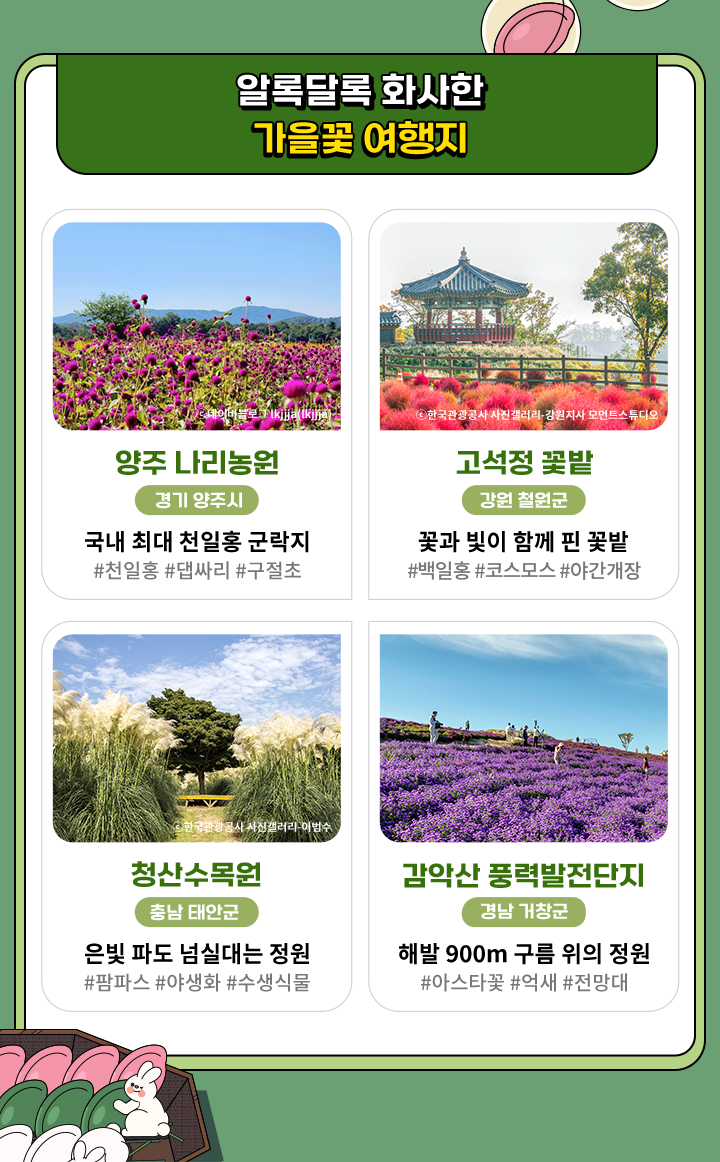 알록달록 화사한
가을꽃 여행지
ⓒ네이버블로그 lkjjja(lkjjja)
ⓒ한국관광공사 사진갤러리-강원지사 모먼트스튜디오
양주 나리농원
고석정 꽃밭
경기 양주시
강원 철원군
국내 최대 천일홍 군락지
꽃과 빛이 함께 핀 꽃밭
#천일홍 #댑싸리 #구절초
#백일홍 #코스모스 #야간개장
ⓒ한국관광공사 사진갤러리-이범수
청산수목원
감악산 풍력발전단지
충남 태안군
경남 거창군
은빛 파도 넘실대는 정원
해발 900m 구름 위의 정원
#팜파스 #야생화 #수생식물
#아스타꽃 #억새 #전망대